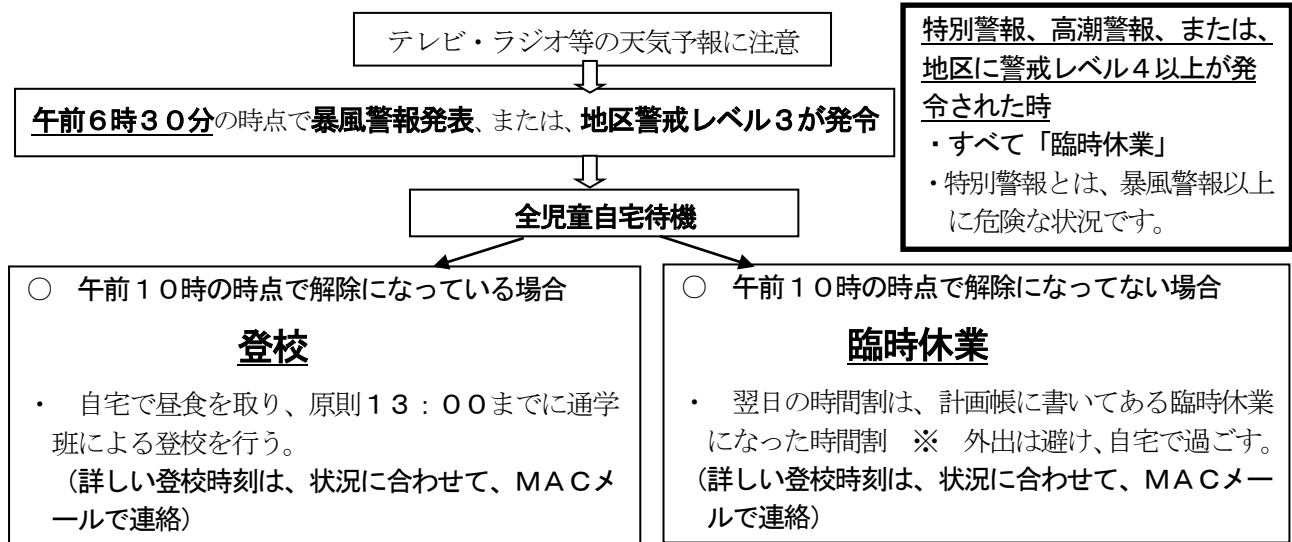 テレビ・ラジオ等の天気予報に注意
午前6時30分の時点で暴風警報発表、または、地区警戒レベル3が発令
全児童自宅待機
特別警報、高潮警報、または、
地区に警戒レベル4以上が発
令された時
・すべて「臨時休業」
・特別警報とは、暴風警報以上
に危険な状況です。
○ 午前10時の時点で解除になっている場合
登校
・ 自宅で昼食を取り、原則13:00までに通学
班による登校を行う。
(詳しい登校時刻は、状況に合わせて、MACメ
ールで連絡)
○ 午前10時の時点で解除になってない場合
臨時休業
・ 翌日の時間割は、計画帳に書いてある臨時休業
になった時間割 ※ 外出は避け、自宅で過ごす。
(詳しい登校時刻は、状況に合わせて、MACメー
ルで連絡)